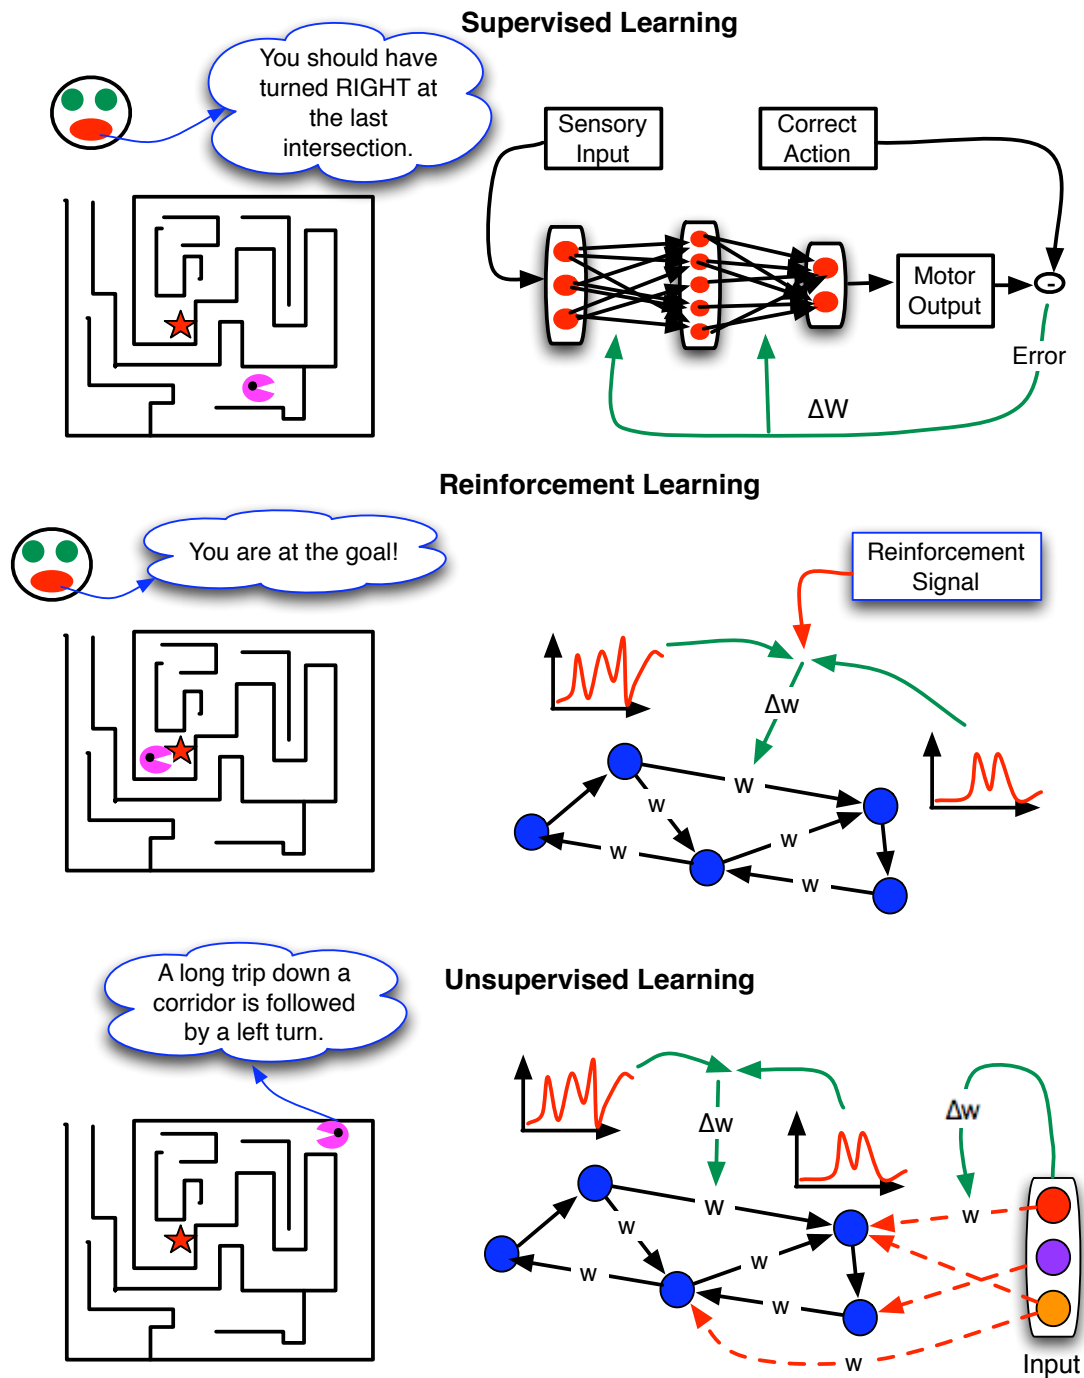 Supervised Learning
You should have
turned RIGHT at
the last
intersection.
Sensory
Input
Correct
Action
Motor
Output
-
Error
ΔW
Reinforcement Learning
You are at the goal!
Reinforcement
Signal
Δw
w
w
w
w
w
Unsupervised Learning
A long trip down a
corridor is followed
by a left turn.
Δw
Δw
w
w
w
w
w
w
w
Input